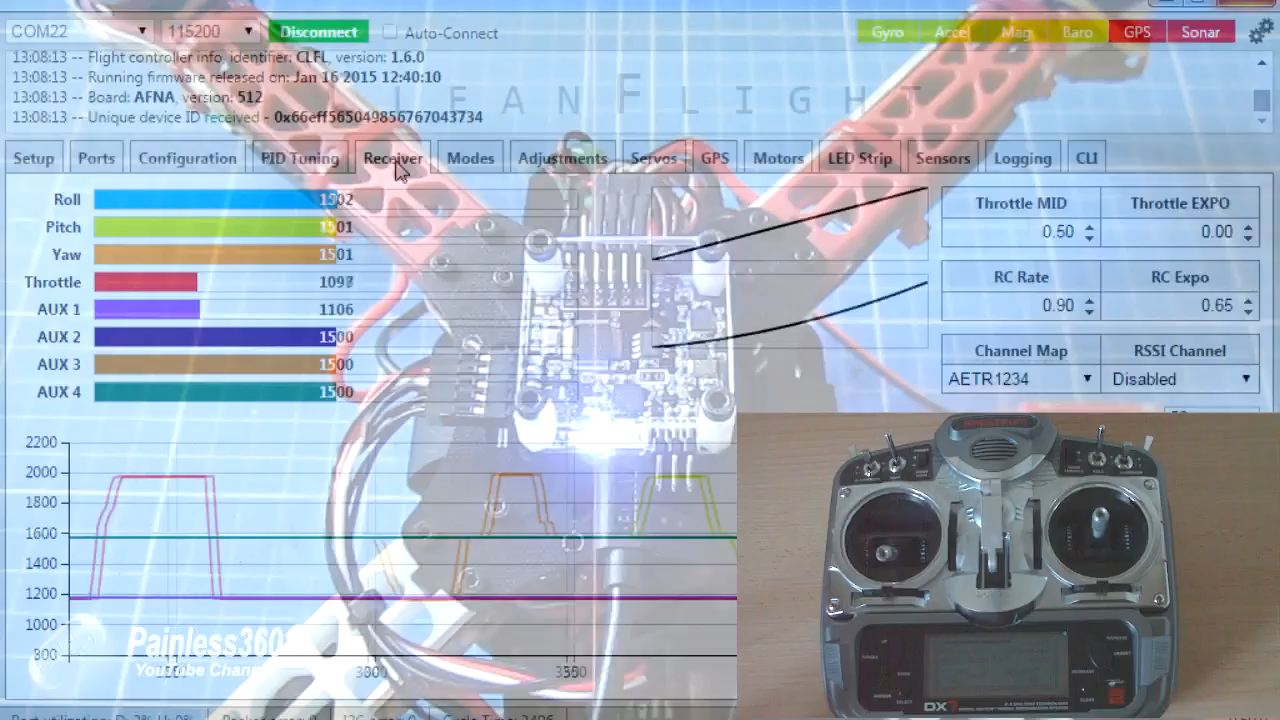 COM22 115200 Disconnect Auto-Connect Gyro Accel Mag Baro GPS Sonar
13:08:13 -- Flight controller info, identifier: CLFL, version: 1.6.0
13:08:13 -- Running firmware released on: Jan 16 2015 12:40:10
13:08:13 -- Board: AFNA, version: 512
13:08:13 -- Unique device ID received - 0x66eff565049856767043734
LEANFLIGHT
Setup Ports Configuration PID Tuning Receiver Modes Adjustments Servos GPS Motors LED Strip Sensors Logging CLI
Roll 1502
Pitch 1501
Yaw 1501
Throttle
AUX 1 1106
AUX 2 1500
AUX 3 1500
AUX 4 1500
Throttle MID Throttle EXPO
0.50 0.00
RC Rate RC Expo
0.90 0.65
Channel Map RSSI Channel
AETR1234 Disabled
2200
2000
1800
1600
1400
1200
1000
800
3000
Painless360
YouTube Chann
DX7